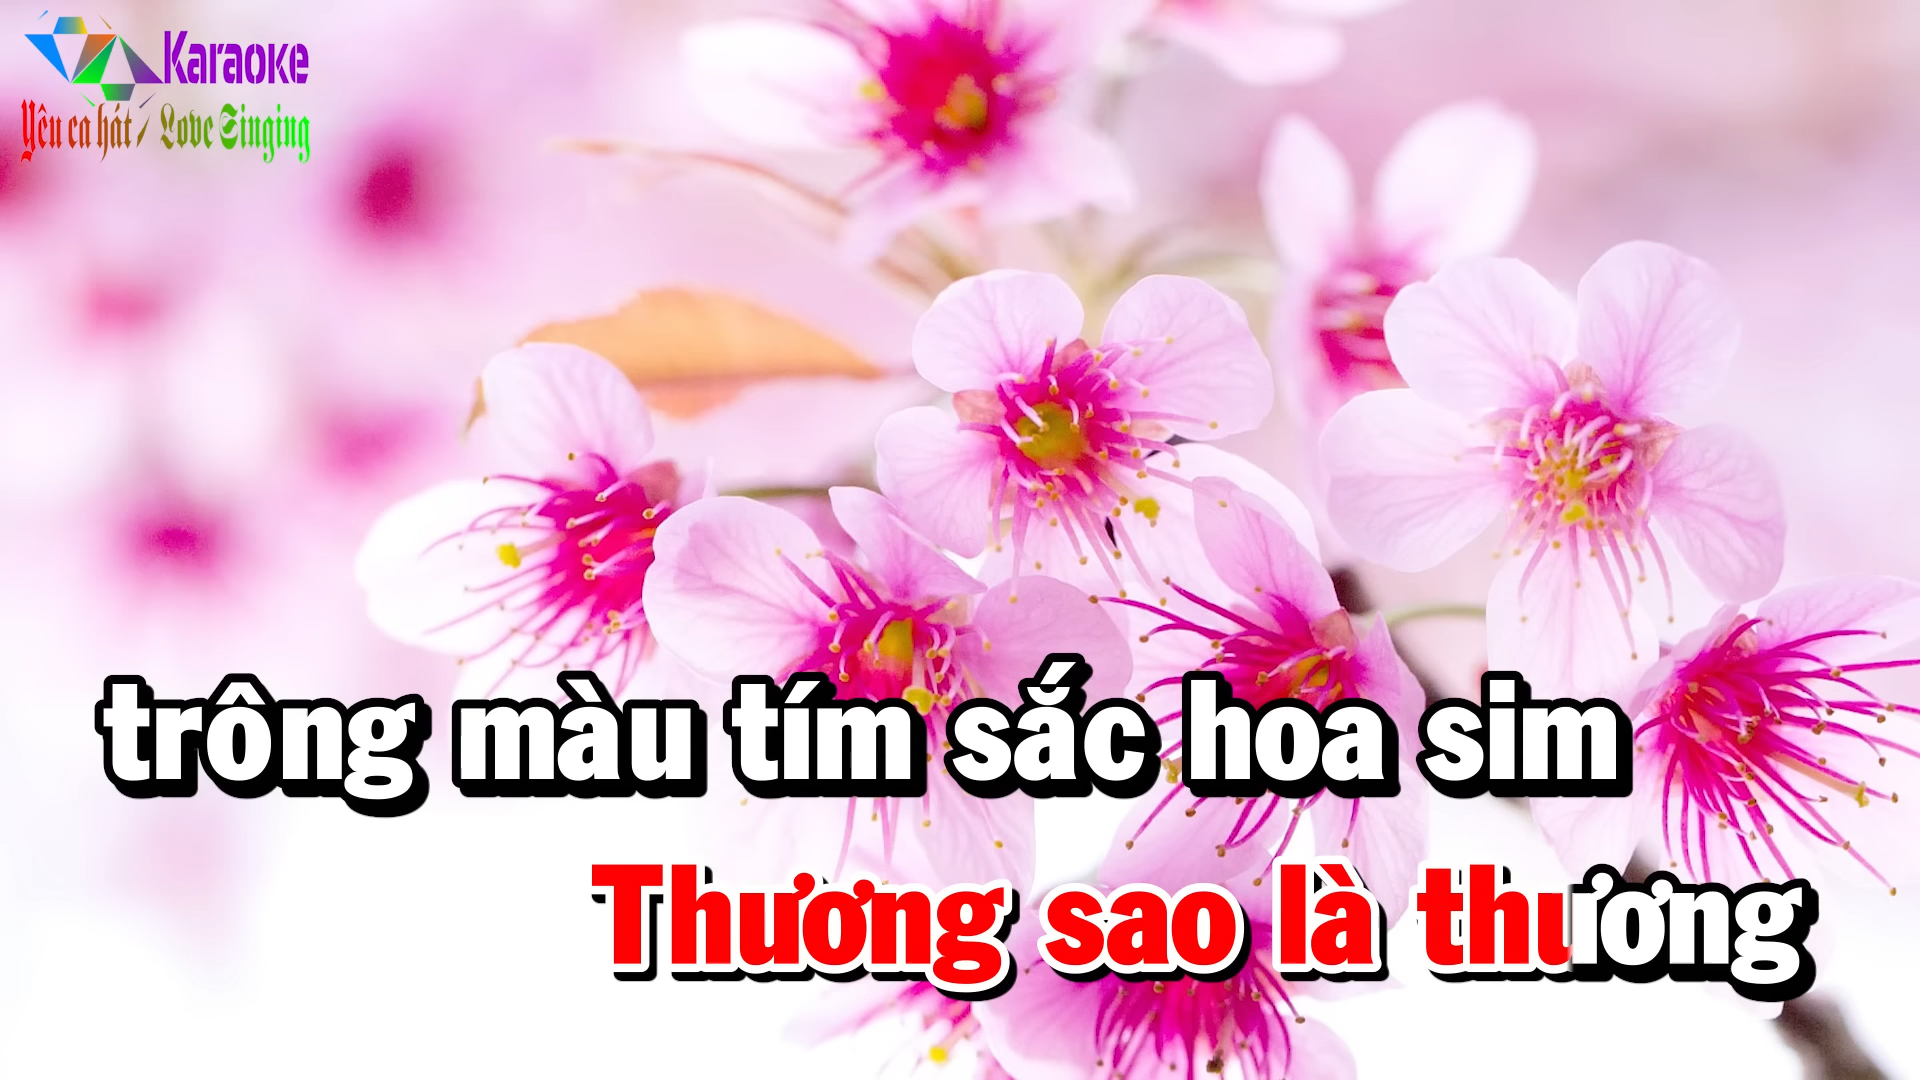 Karaoke
Yêu ca hát / Love Singing
trông màu tím sắc hoa sim
Thương sao là thương